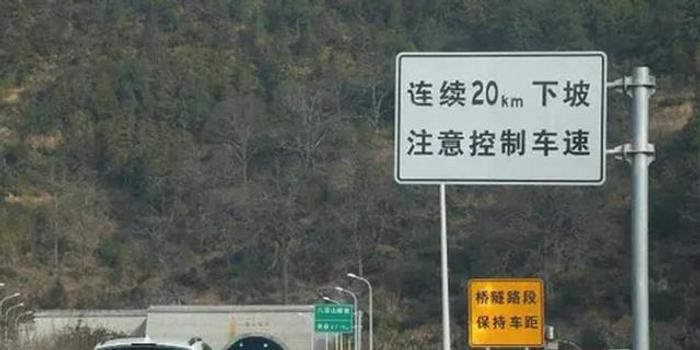 连续20km下坡
注意控制车速
桥隧路段
保持车距